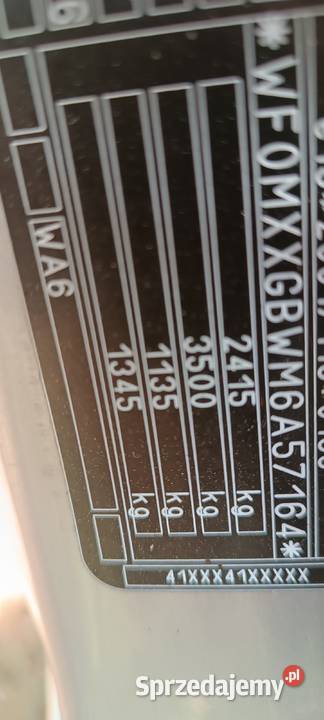 *WF0MXXGBWM6A57164*
2415 kg
3500 kg
1135 kg
1345 kg
WA6
41XXX41XXXXX
Sprzedajemy.pl